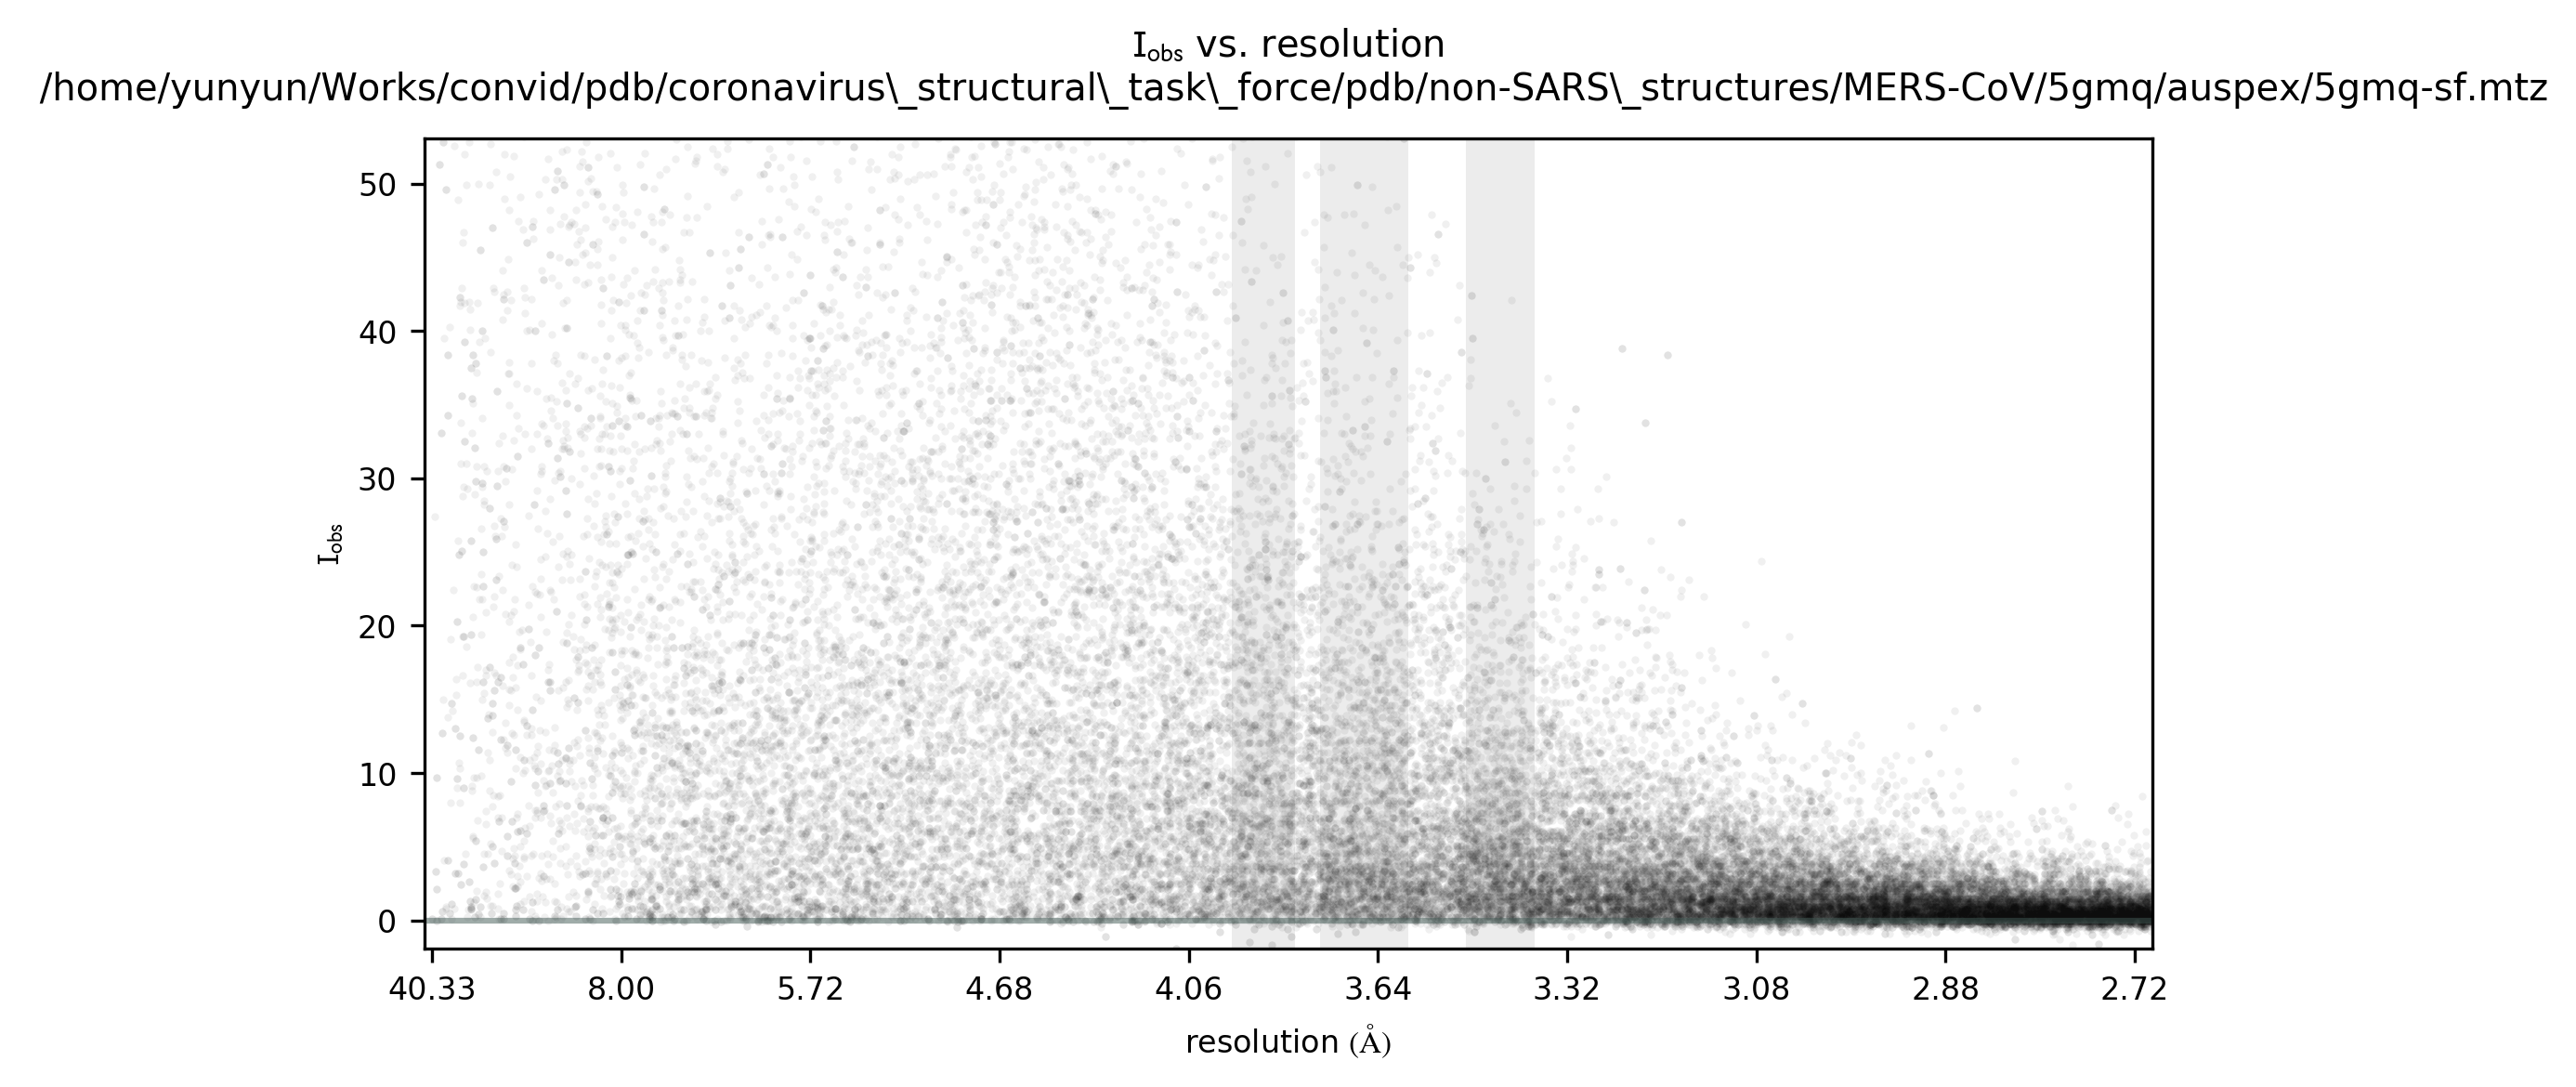 I_obs vs. resolution
/home/yunyun/Works/convid/pdb/coronavirus\_structural\_task\_force/pdb/non-SARS\_structures/MERS-CoV/5gmq/auspex/5gmq-sf.mtz
50
40
30
20
10
0
I_obs
40.33 8.00 5.72 4.68 4.06 3.64 3.32 3.08 2.88 2.72
resolution (Å)